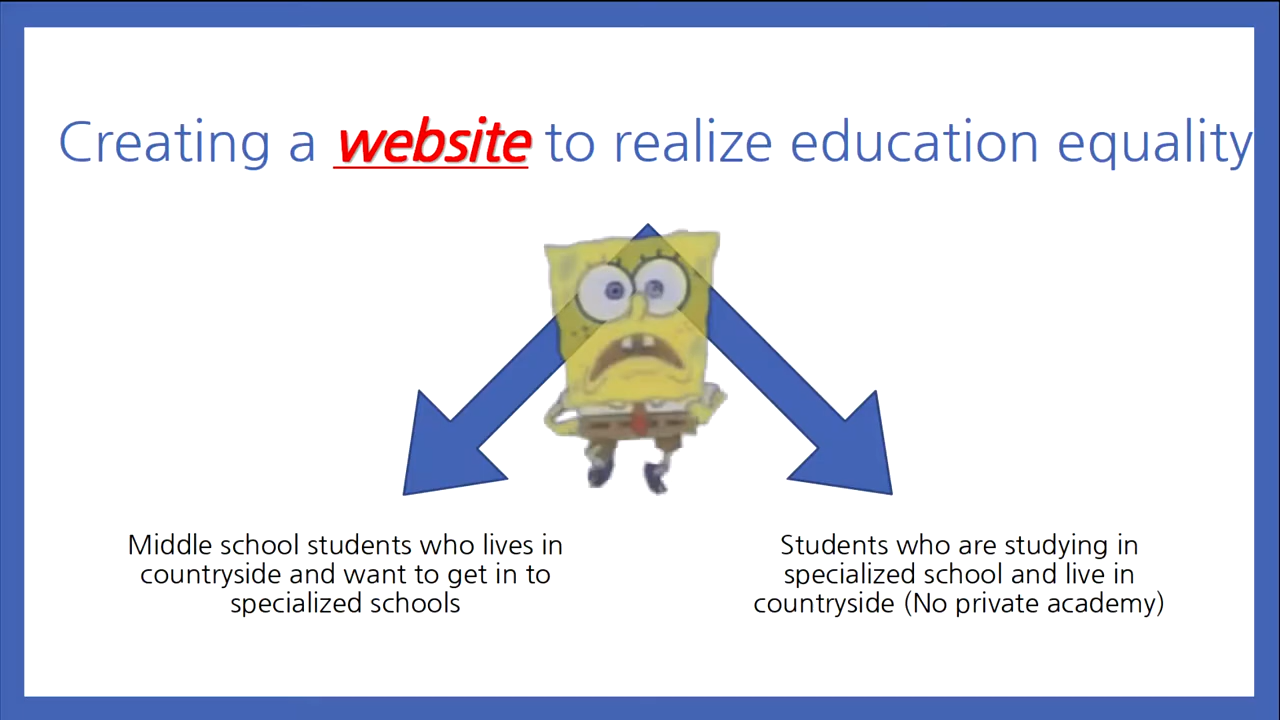 Creating a website to realize education equality
Middle school students who lives in
countryside and want to get in to
specialized schools
Students who are studying in
specialized school and live in
countryside (No private academy)